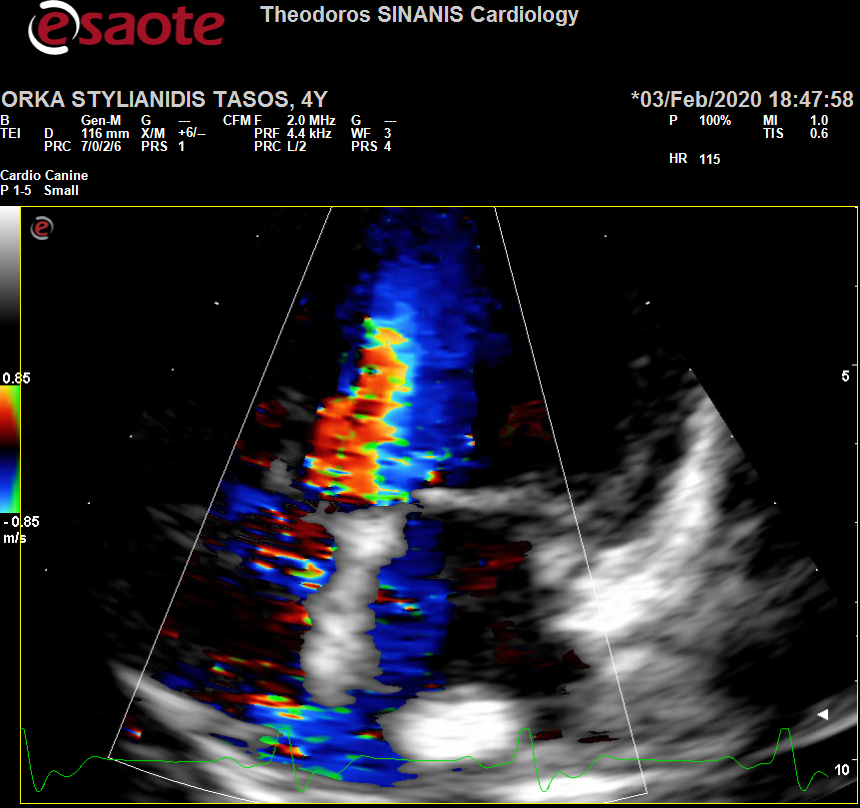 esaote
Theodoros SINANIS Cardiology
ORKA STYLIANIDIS TASOS, 4Y *03/Feb/2020 18:47:58
B Gen-M G --- CFM F 2.0 MHz G --- P 100% MI 1.0
TEI D 116 mm X/M +6/-- PRF 4.4 kHz WF 3 TIS 0.6
PRC 7/0/2/6 PRS 1 PRC L/2 PRS 4
HR 115
Cardio Canine
P 1-5 Small
e
0.85
5
-0.85
m/s
10